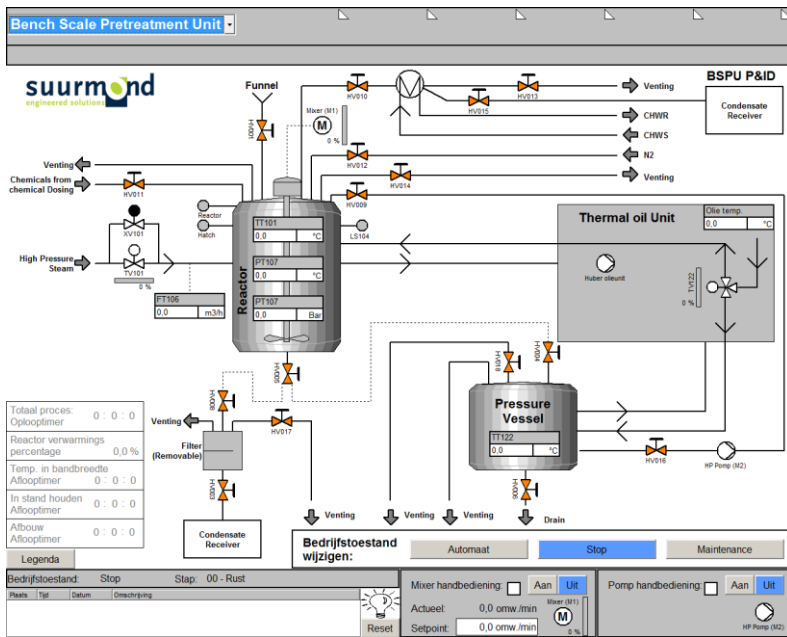 Bench Scale Pretreatment Unit
suurmond
engineered solutions
BSPU P&ID
Funnel
HV001
Mixer (M1)
M
0 %
HV010
M
HV013
HV015
Venting
CHWR
CHWS
Condensate
Receiver
Venting
HV012
N2
HV014
Venting
Chemicals from
chemical Dosing
HV011
HV009
Reactor
Hatch
LS104
XV101
TV101
0 %
High Pressure
Steam
FT106
0,0 m3/h
Reactor
TT101
0,0 °C
PT107
0,0 °C
PT107
0,0 Bar
Thermal oil Unit
Olie temp.
0,0 °C
Huber olieunit
TV122
0 %
HV005
HV008
HV018
HV004
Venting
Filter
(Removable)
HV017
HV003
Condensate
Receiver
Pressure
Vessel
TT122
0,0 °C
HV006
HV016
HP Pomp (M2)
Venting
Venting
Venting
Drain
Totaal proces:
Oplooptimer 0 : 0 : 0
Reactor verwarmings
percentage 0,0 %
Temp. in bandbreedte
Aflooptimer 0 : 0 : 0
In stand houden
Aflooptimer 0 : 0 : 0
Afbouw
Aflooptimer 0 : 0 : 0
Legenda
Bedrijfstoestand
wijzigen:
Automaat
Stop
Maintenance
Bedrijfstoestand: Stop Stap: 00 - Rust
Plaats Tijd Datum Omschrijving
Reset
Mixer handbediening: Aan Uit
Actueel: 0,0 omw./min
Setpoint: 0,0 omw./min
Mixer (M1)
M
0 %
Pomp handbediening: Aan Uit
HP Pomp (M2)